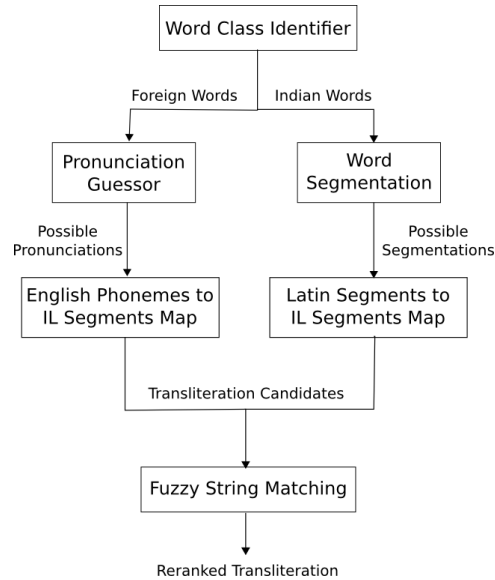 Word Class Identifier
Foreign Words
Indian Words
Pronunciation
Guessor
Word
Segmentation
Possible
Pronunciations
Possible
Segmentations
English Phonemes to
IL Segments Map
Latin Segments to
IL Segments Map
Transliteration Candidates
Fuzzy String Matching
Reranked Transliteration